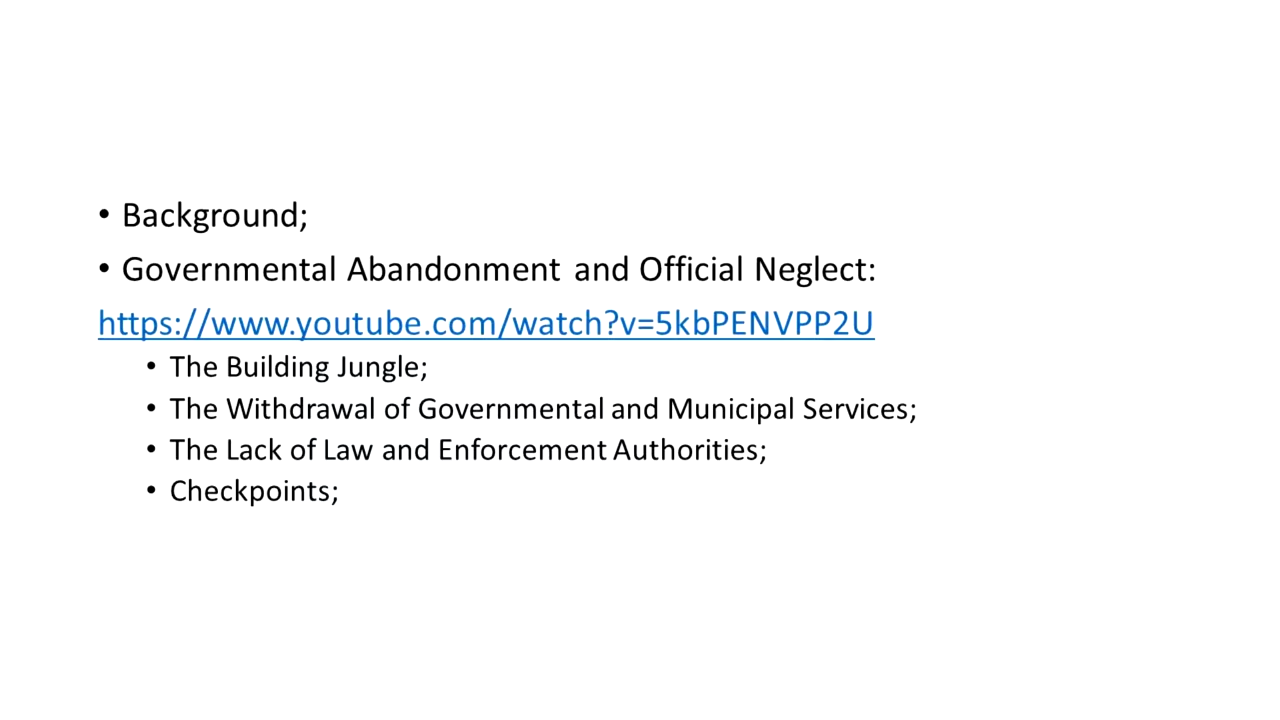 • Background;
• Governmental Abandonment and Official Neglect:
https://www.youtube.com/watch?v=5kbPENVPP2U
• The Building Jungle;
• The Withdrawal of Governmental and Municipal Services;
• The Lack of Law and Enforcement Authorities;
• Checkpoints;